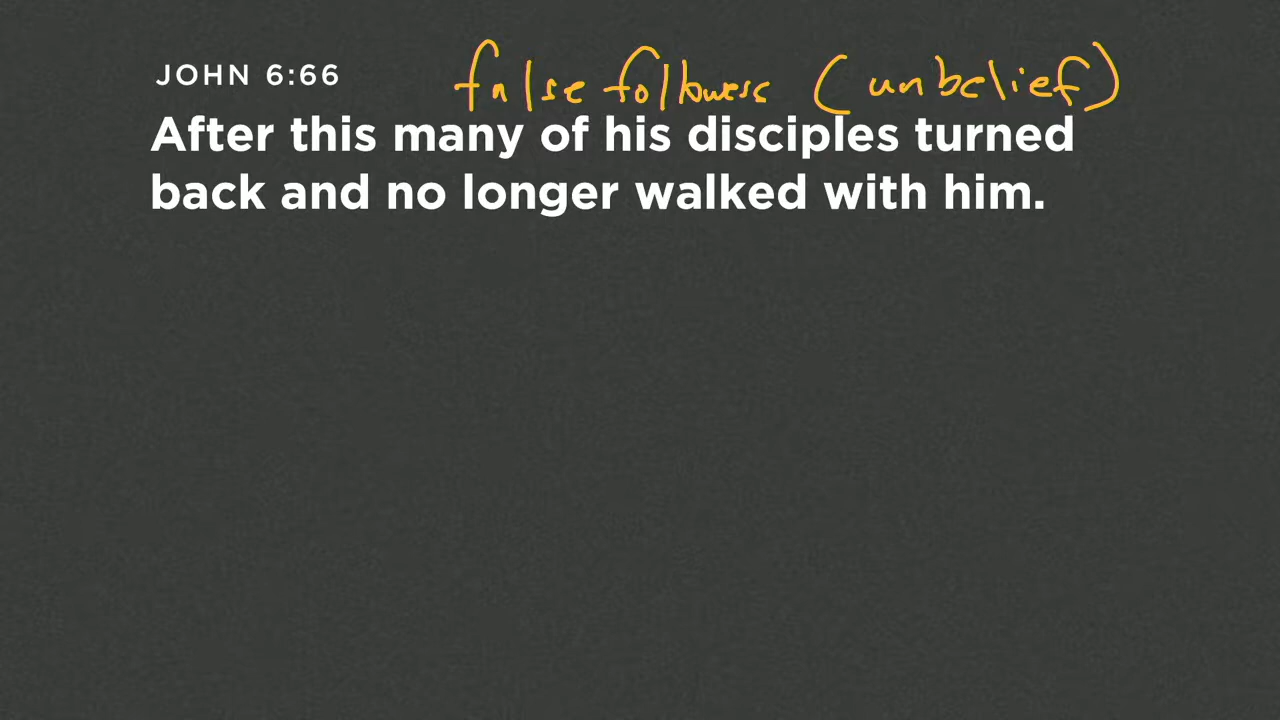 JOHN 6:66
false followers (unbelief)
After this many of his disciples turned
back and no longer walked with him.